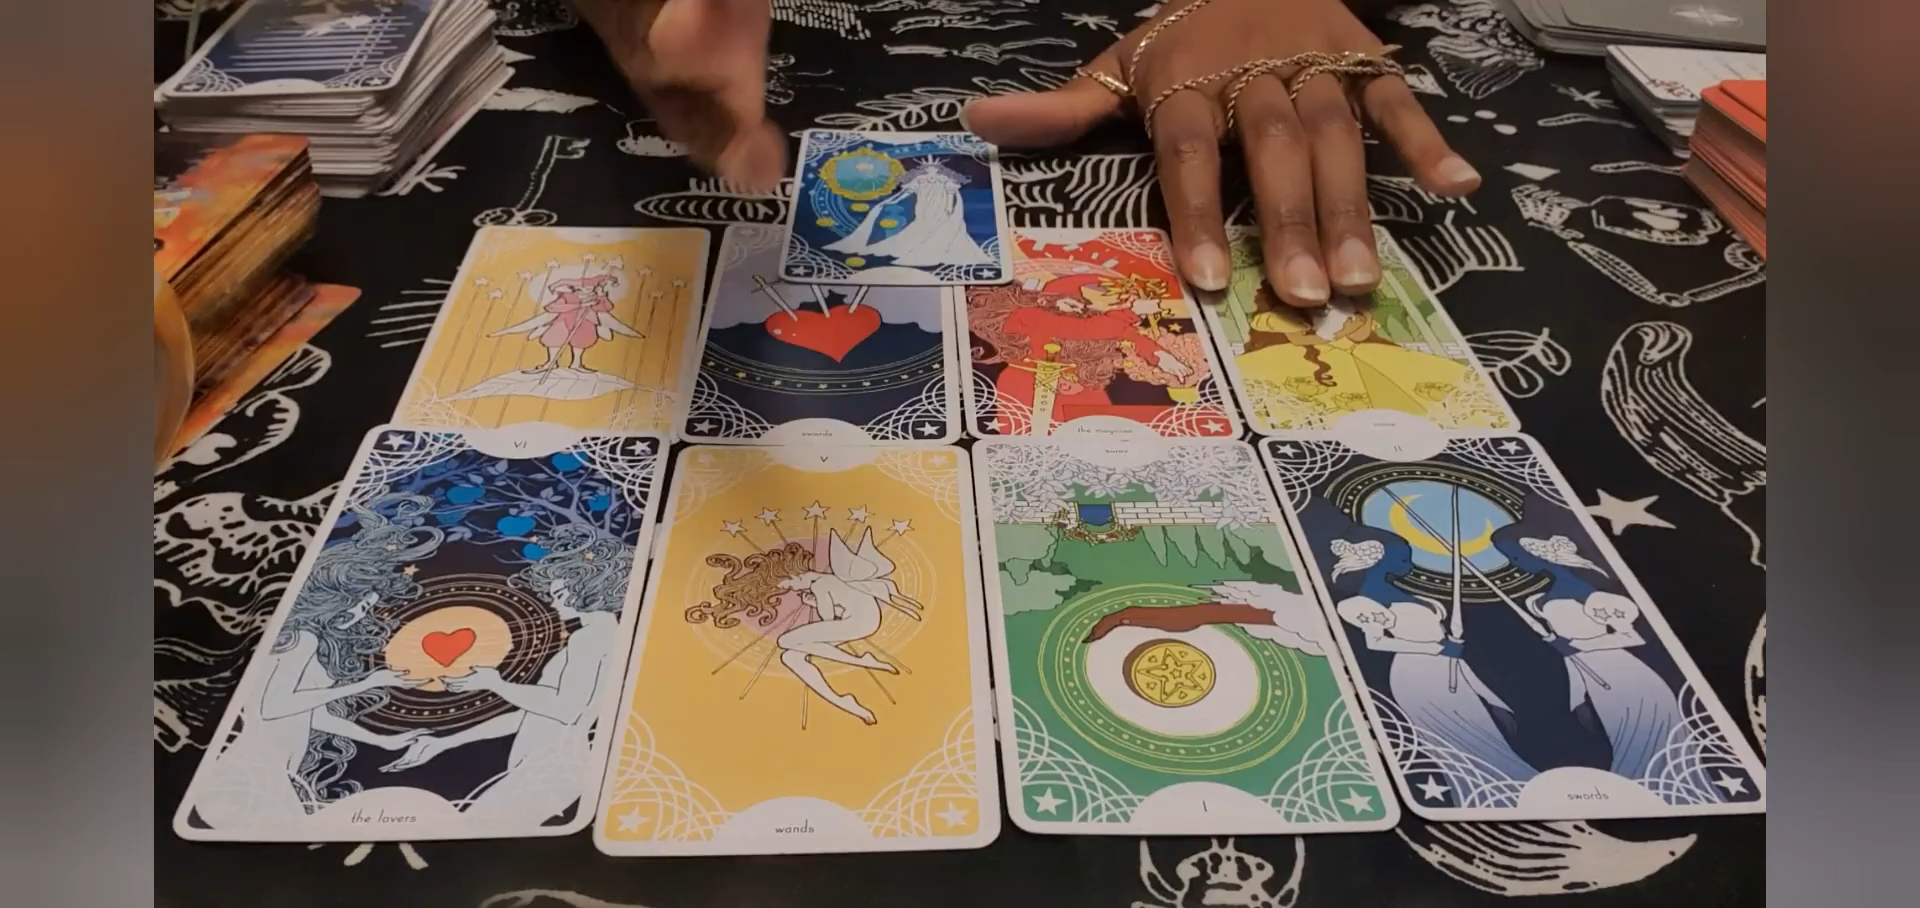 swords
the magician
VI
V
II
the lovers
wands
I
swords